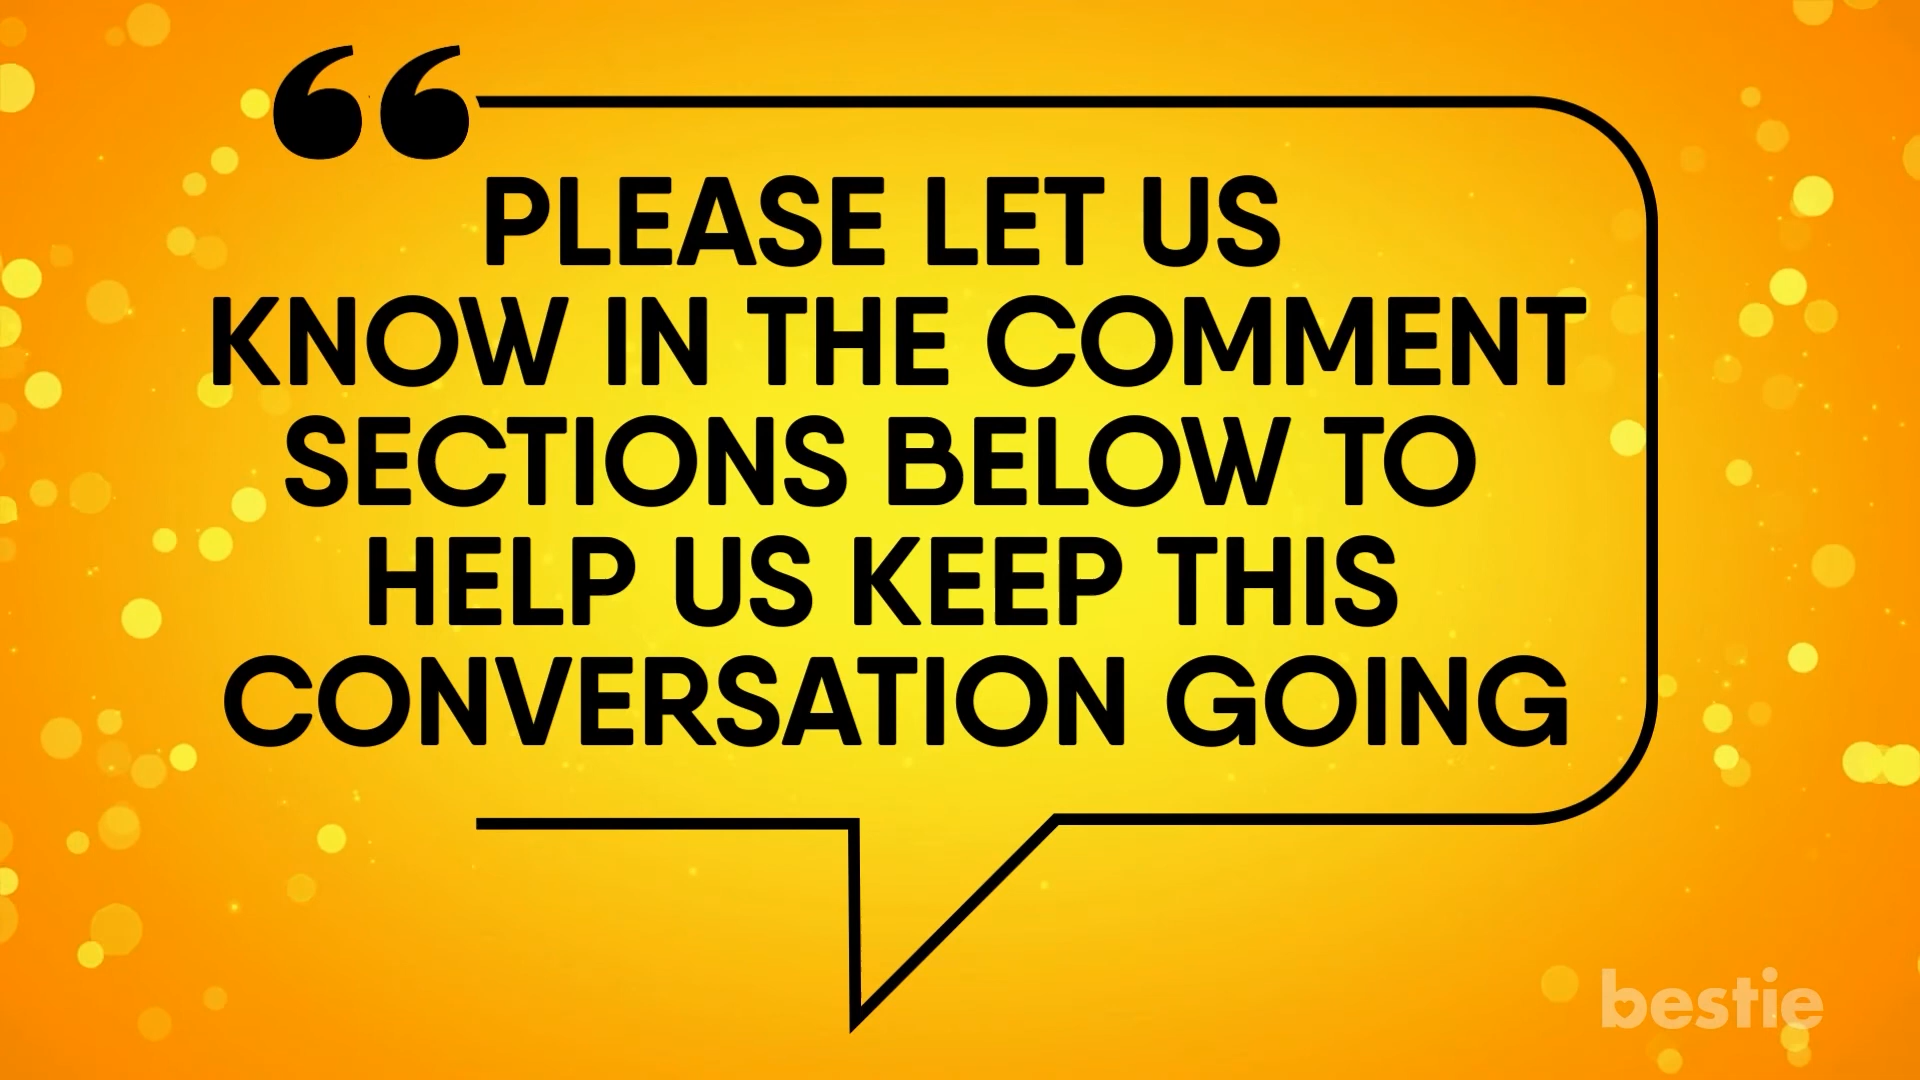 PLEASE LET US
KNOW IN THE COMMENT
SECTIONS BELOW TO
HELP US KEEP THIS
CONVERSATION GOING
bestie